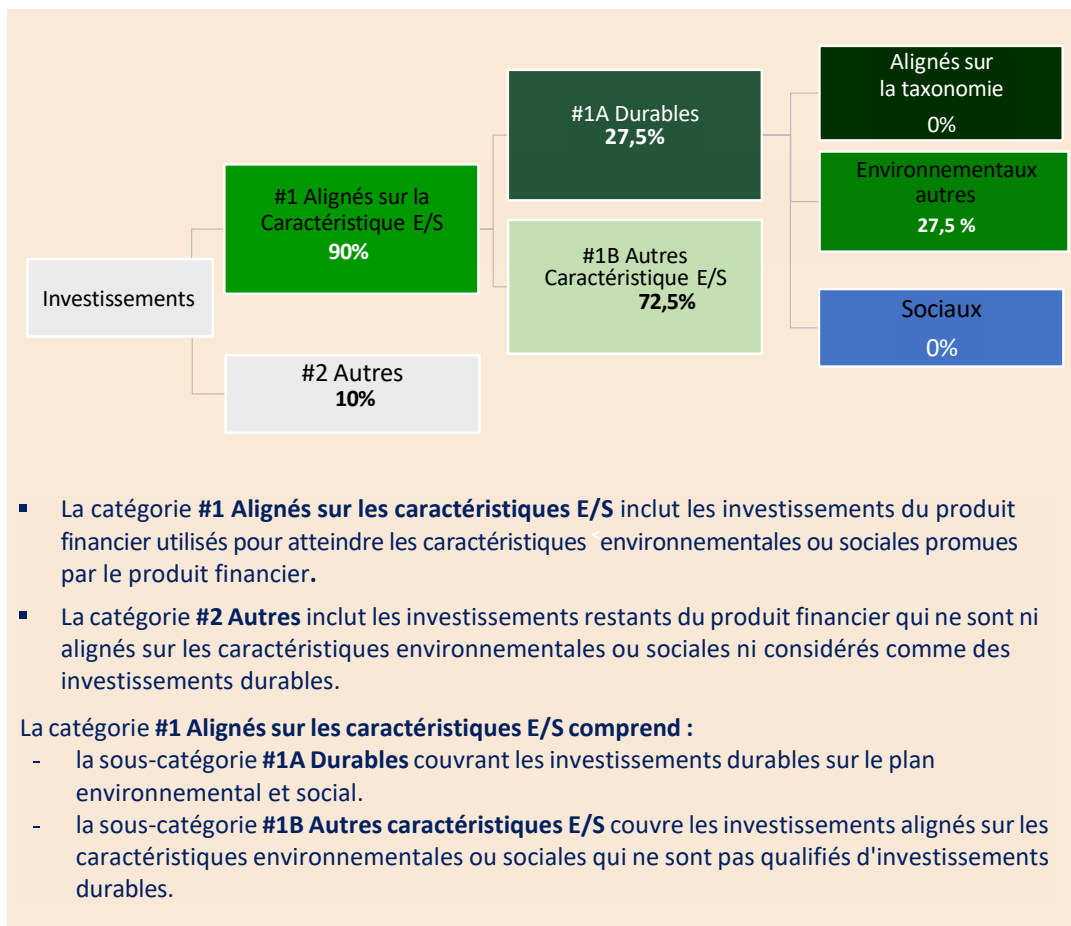 Investissements
#1 Alignés sur la
Caractéristique E/S
90%
#2 Autres
10%
#1A Durables
27,5%
#1B Autres
Caractéristique E/S
72,5%
Alignés sur
la taxonomie
0%
Environnementaux
autres
27,5 %
Sociaux
0%
▪ La catégorie #1 Alignés sur les caractéristiques E/S inclut les investissements du produit
financier utilisés pour atteindre les caractéristiques <environnementales ou sociales promues
par le produit financier.
▪ La catégorie #2 Autres inclut les investissements restants du produit financier qui ne sont ni
alignés sur les caractéristiques environnementales ou sociales ni considérés comme des
investissements durables.
La catégorie #1 Alignés sur les caractéristiques E/S comprend :
- la sous-catégorie #1A Durables couvrant les investissements durables sur le plan
environnemental et social.
- la sous-catégorie #1B Autres caractéristiques E/S couvre les investissements alignés sur les
caractéristiques environnementales ou sociales qui ne sont pas qualifiés d'investissements
durables.